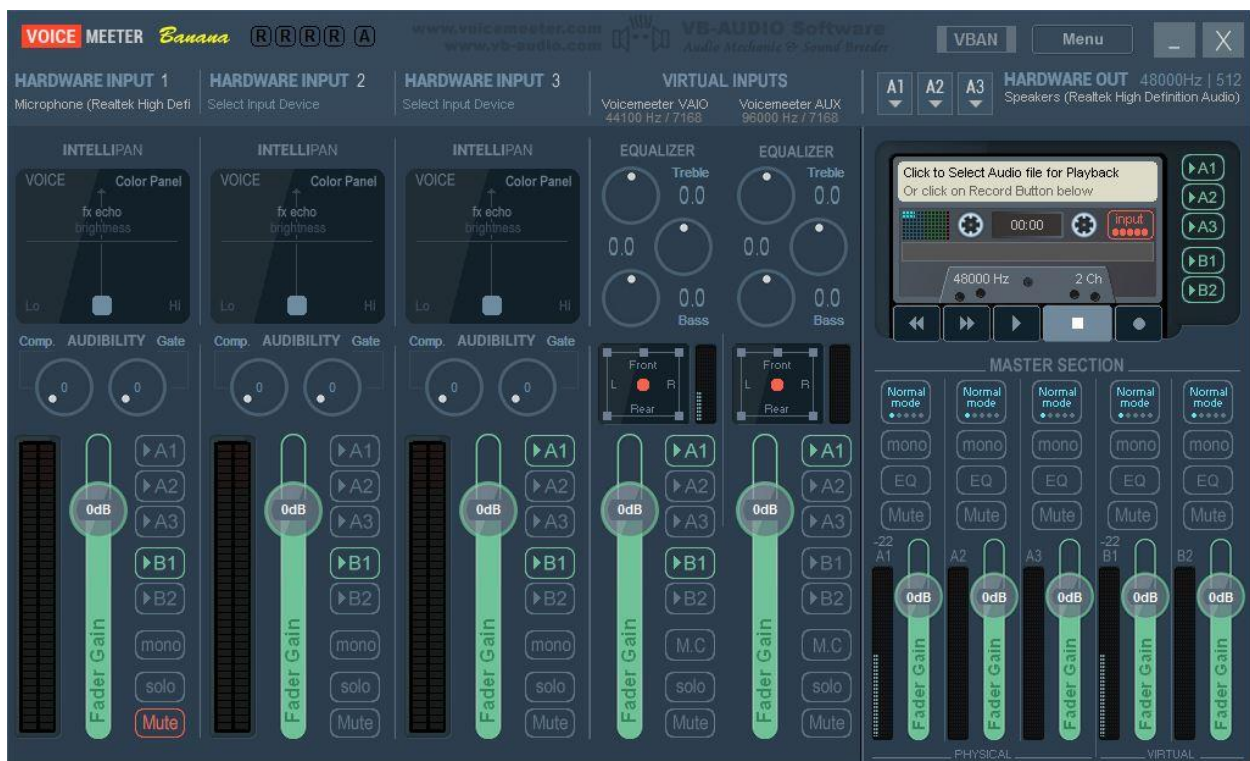 VOICE MEETER Banana R R R R A www.voicemeeter.com VB-AUDIO Software VBAN Menu _ X
www.vb-audio.com Audio Mechanic & Sound Breeder
HARDWARE INPUT 1 HARDWARE INPUT 2 HARDWARE INPUT 3 VIRTUAL INPUTS A1 A2 A3 HARDWARE OUT 48000Hz | 512
Microphone (Realtek High Defi Select Input Device Select Input Device Voicemeeter VAIO Voicemeeter AUX Speakers (Realtek High Definition Audio)
44100 Hz / 7168 96000 Hz / 7168
INTELLIPAN INTELLIPAN INTELLIPAN EQUALIZER EQUALIZER
VOICE Color Panel VOICE Color Panel VOICE Color Panel Treble Treble Click to Select Audio file for Playback A1
fx echo fx echo fx echo 0.0 0.0 Or click on Record Button below A2
brightness brightness brightness 00:00 input A3
0.0 0.0 B1
Lo Hi Lo Hi Lo Hi 0.0 0.0 48000 Hz 2 Ch B2
Bass Bass
Comp. AUDIBILITY Gate Comp. AUDIBILITY Gate Comp. AUDIBILITY Gate
Front Front MASTER SECTION
0 0 0 0 0 0 L R L R Normal mode Normal mode Normal mode Normal mode Normal mode
Rear Rear
A1 A1 A1 A1 A1 mono mono mono mono mono
A2 A2 A2 A2 A2 EQ EQ EQ EQ EQ
0dB A3 0dB A3 0dB A3 0dB A3 0dB A3 Mute Mute Mute Mute Mute
B1 B1 B1 B1 B1 -22 A1 A2 A3 -22 B1 B2
B2 B2 B2 B2 B2 0dB 0dB 0dB 0dB 0dB
mono mono mono M.C M.C
solo solo solo solo solo
Fader Gain Fader Gain Fader Gain Fader Gain Fader Gain Fader Gain Fader Gain Fader Gain Fader Gain Fader Gain
Mute Mute Mute Mute Mute
PHYSICAL VIRTUAL